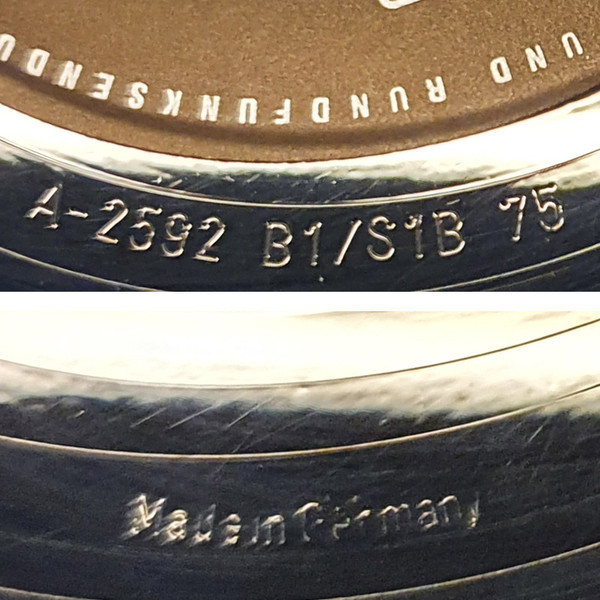 UND RUNDFUNKSENDU
A-2592 B1/S1B 75
Made in Germany